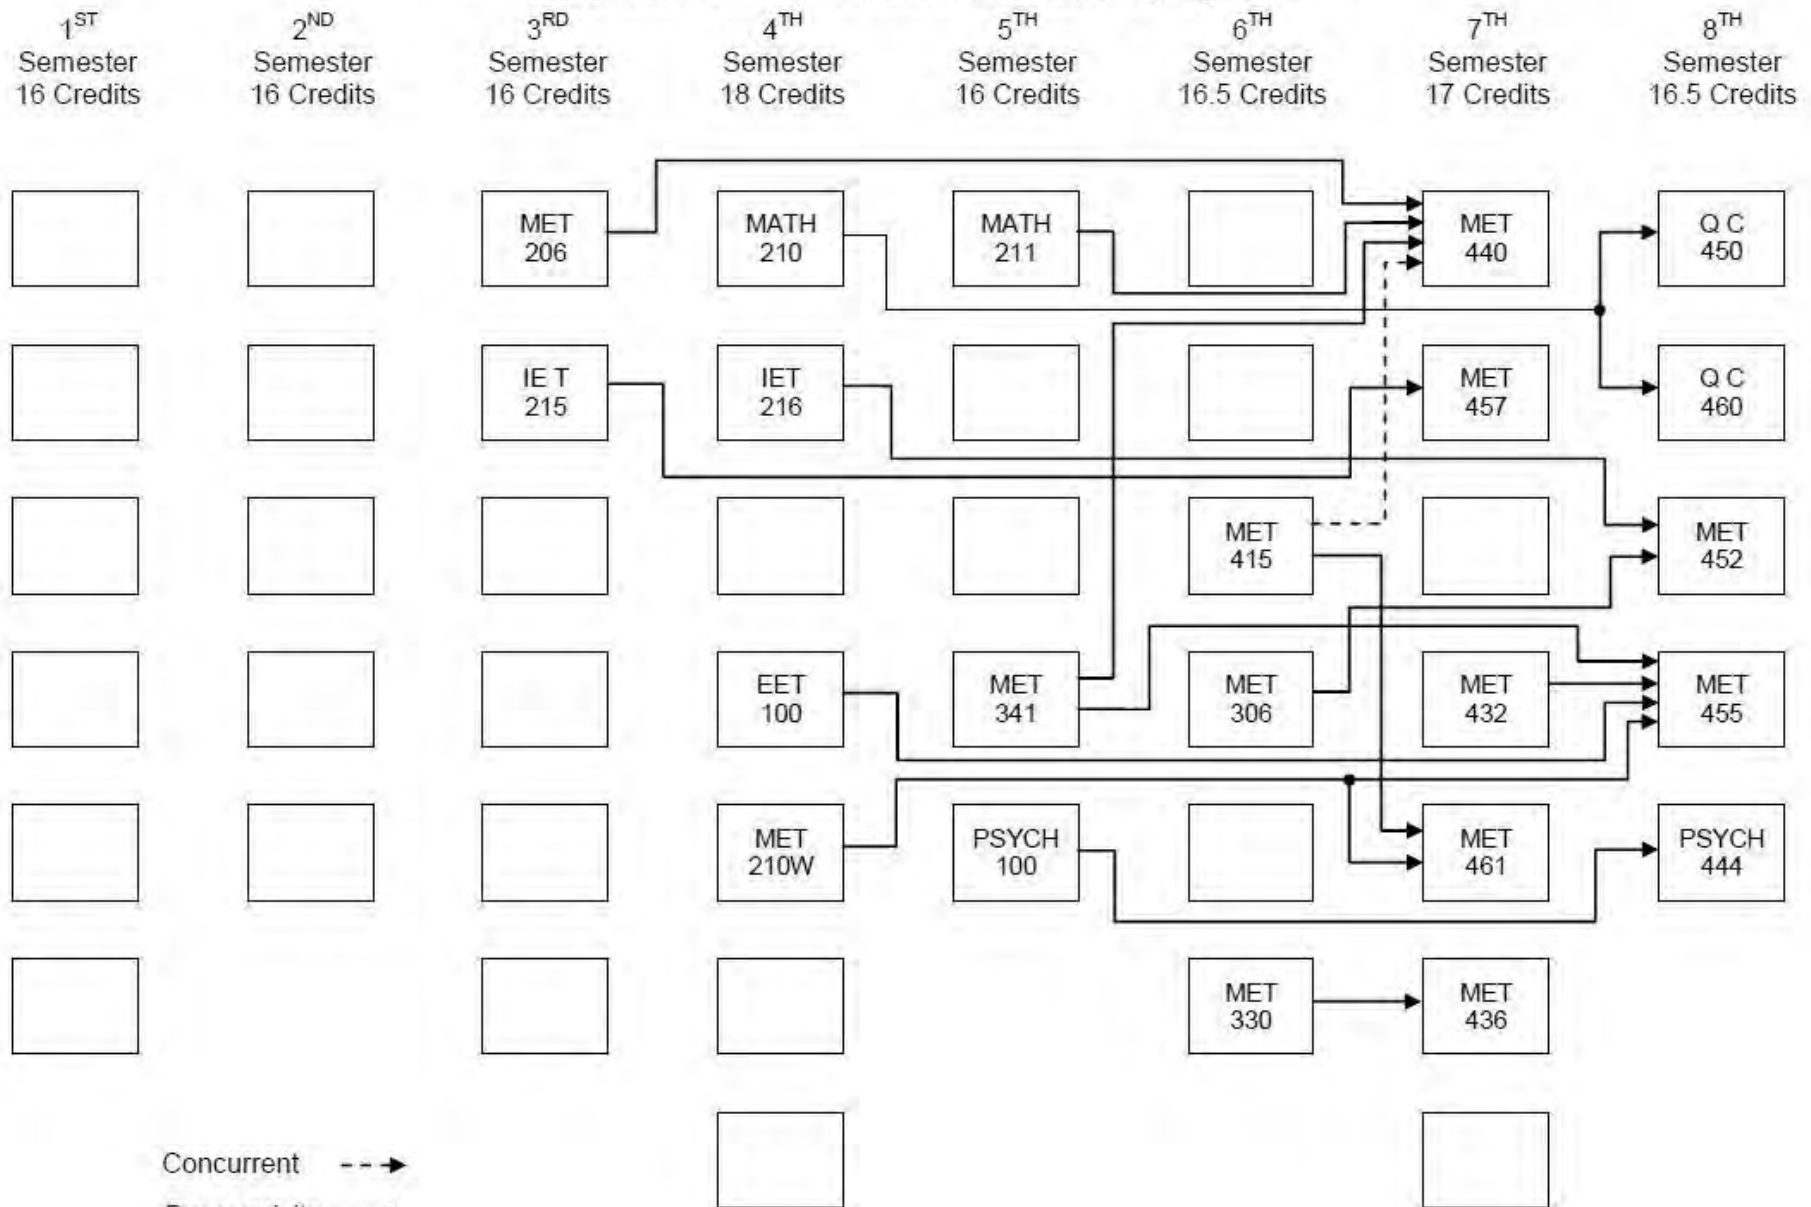 1ST
Semester
16 Credits
2ND
Semester
16 Credits
3RD
Semester
16 Credits
4TH
Semester
18 Credits
5TH
Semester
16 Credits
6TH
Semester
16.5 Credits
7TH
Semester
17 Credits
8TH
Semester
16.5 Credits
MET
206
MATH
210
MATH
211
MET
440
Q C
450
IE T
215
IET
216
MET
457
Q C
460
MET
415
MET
452
EET
100
MET
341
MET
306
MET
432
MET
455
MET
210W
PSYCH
100
MET
461
PSYCH
444
MET
330
MET
436
Concurrent